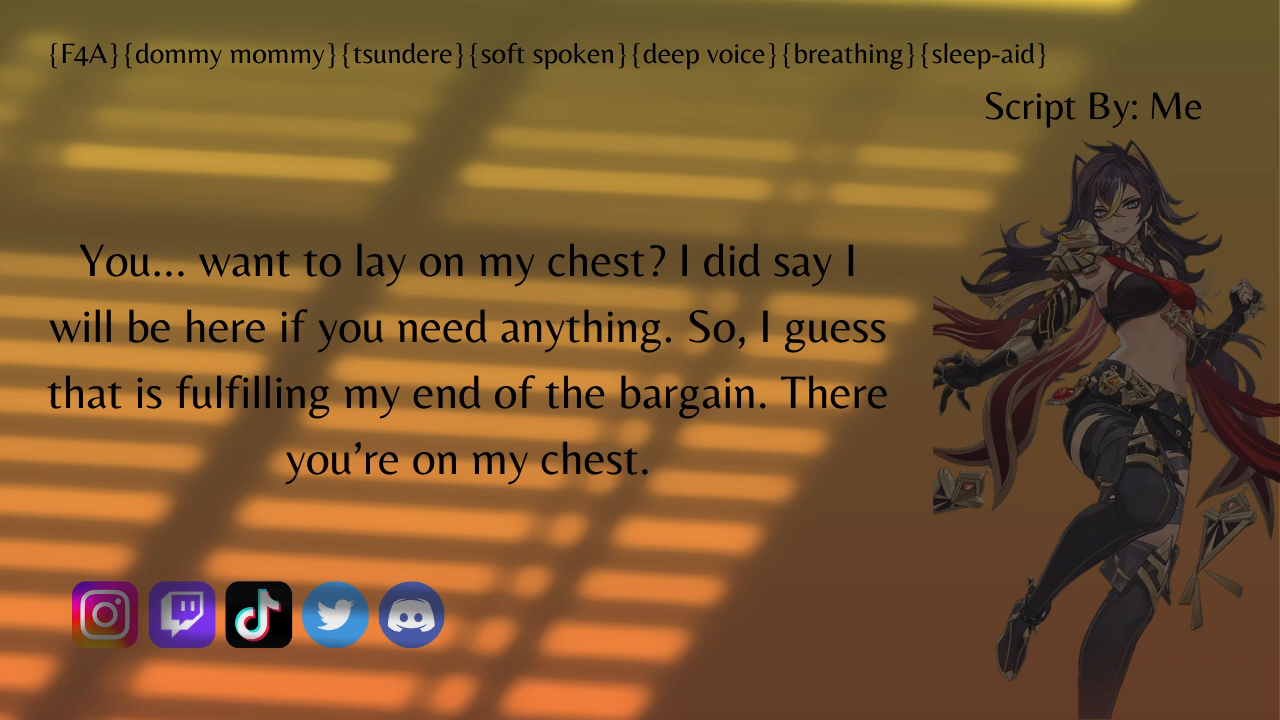 {F4A}{dommy mommy}{tsundere}{soft spoken}{deep voice}{breathing}{sleep-aid}
Script By: Me
You... want to lay on my chest? I did say I
will be here if you need anything. So, I guess
that is fulfilling my end of the bargain. There
you’re on my chest.